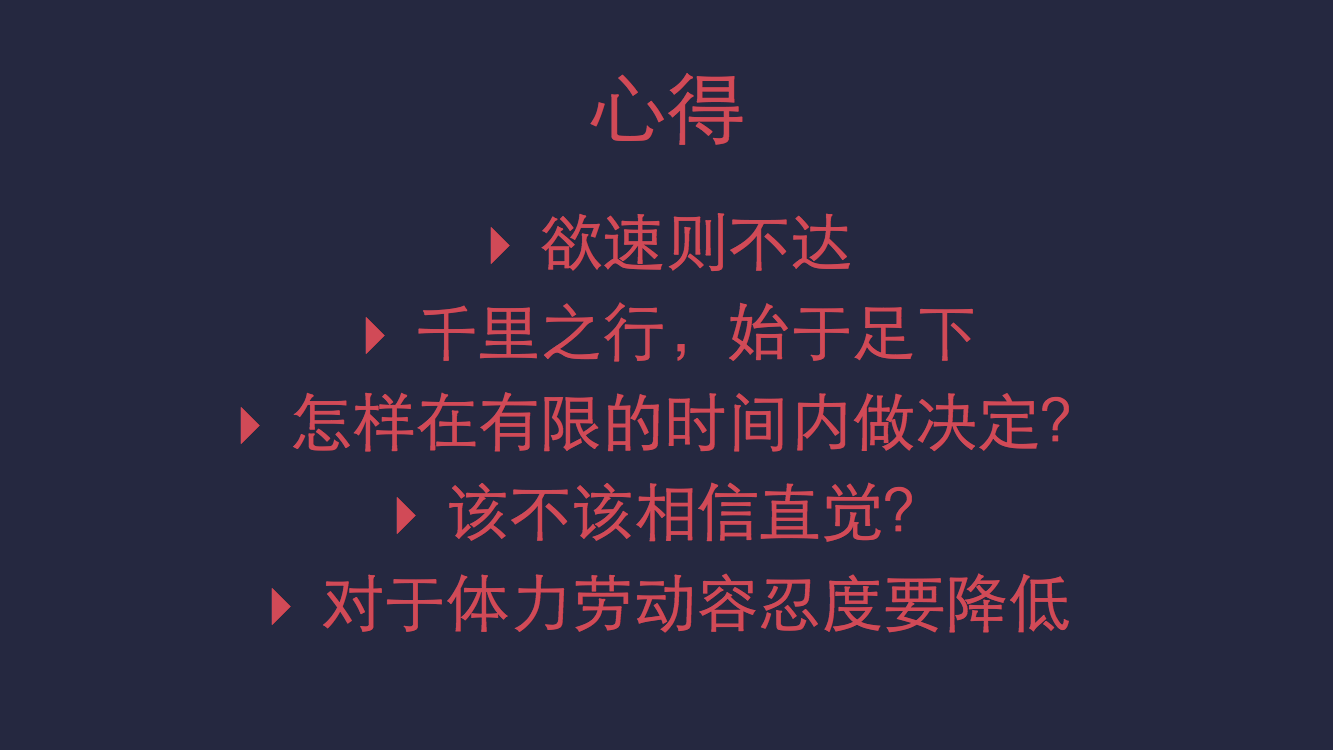 心得
欲速则不达
千里之行，始于足下
怎样在有限的时间内做决定?
该不该相信直觉?
对于体力劳动容忍度要降低